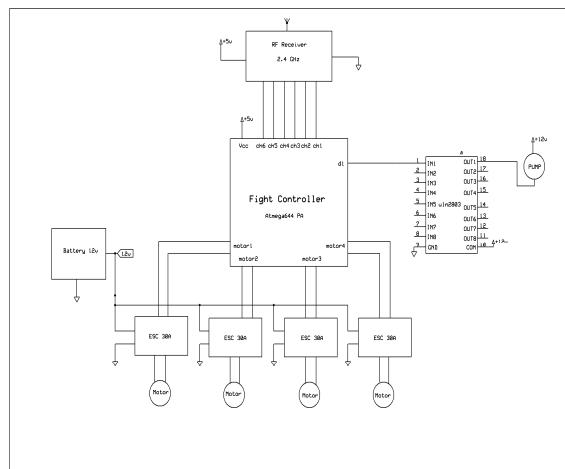 RF Receiver
2.4 GHz
+5v
+5v
Vcc ch6 ch5 ch4 ch3 ch2 ch1
d1
Fight Controller
Atmega644 PA
motor1
motor2
motor3
motor4
Battery 12v
12v
ESC 30A
ESC 30A
ESC 30A
ESC 30A
Motor
Motor
Motor
Motor
a
1 IN1 OUT1 18
2 IN2 OUT2 17
3 IN3 OUT3 16
4 IN4 OUT4 15
5 IN5 uln2803 OUT5 14
6 IN6 OUT6 13
7 IN7 OUT7 12
8 IN8 OUT8 11
9 GND COM 10
+12v
+12v
PUMP